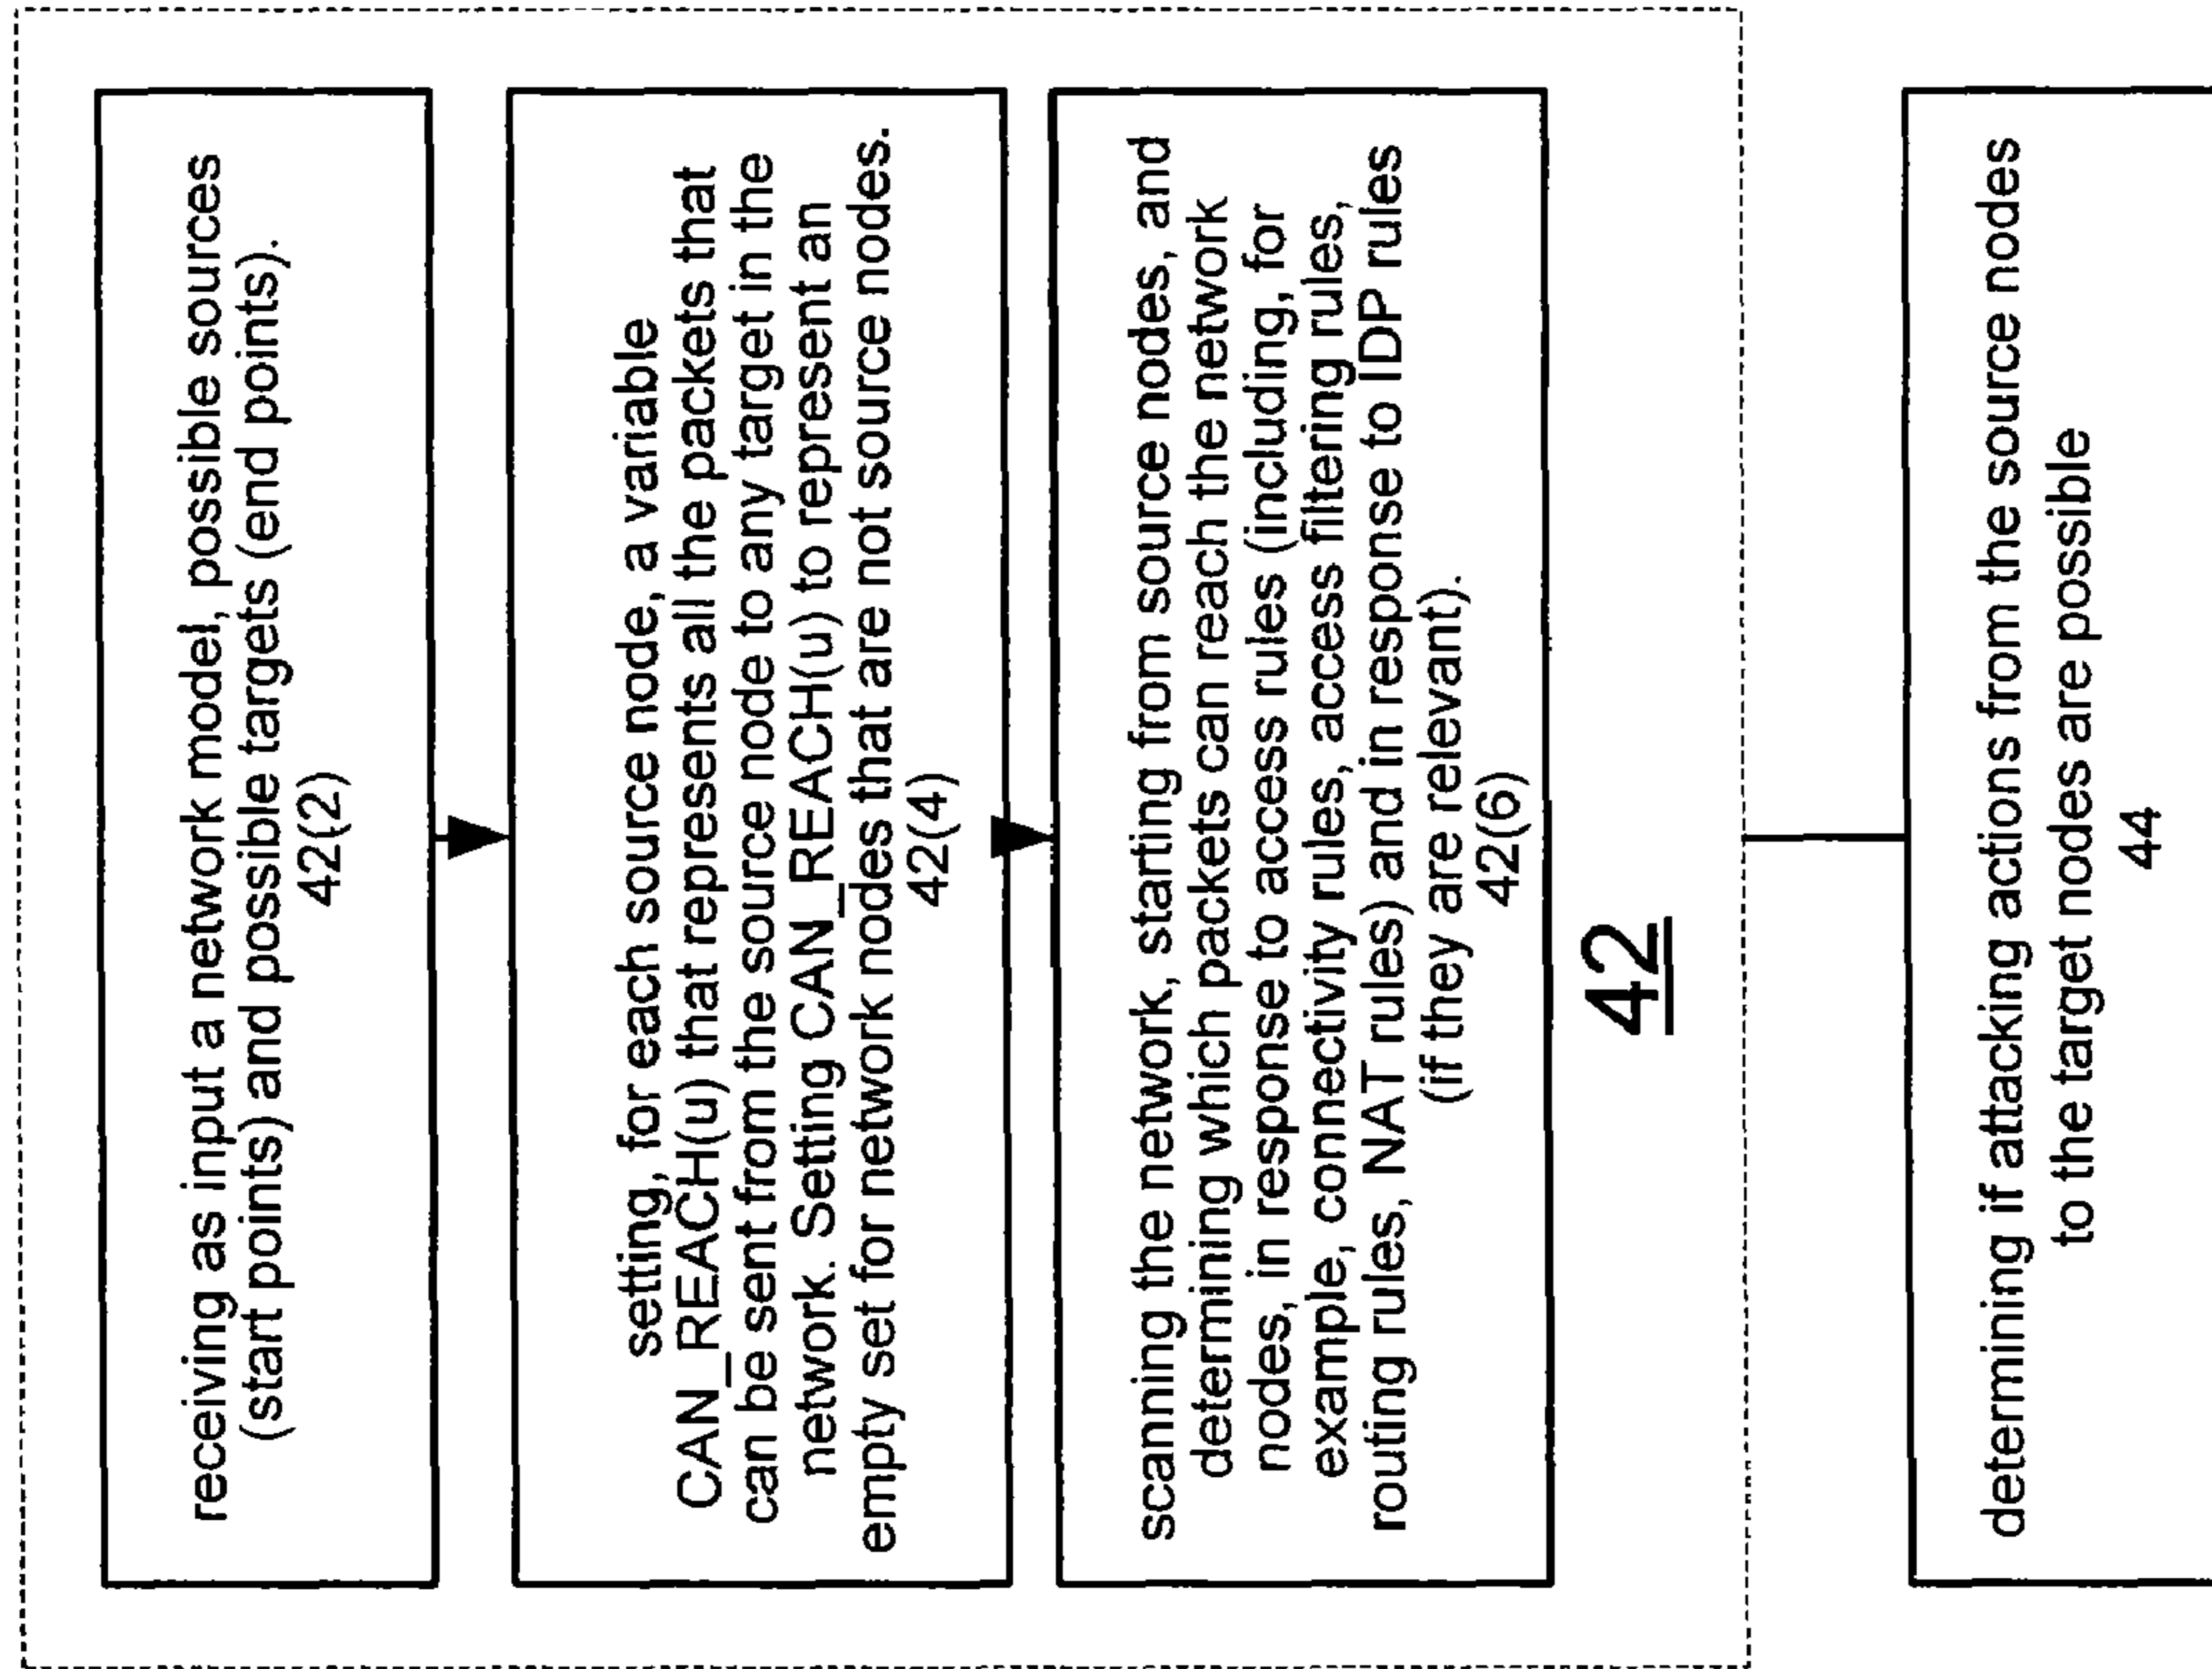 receiving as input a network model, possible sources
(start points) and possible targets (end points).
42(2)
setting, for each source node, a variable
CAN_REACH(u) that represents all the packets that
can be sent from the source node to any target in the
network. Setting CAN_REACH(u) to represent an
empty set for network nodes that are not source nodes.
42(4)
scanning the network, starting from source nodes, and
determining which packets can reach the network
nodes, in response to access rules (including, for
example, connectivity rules, access filtering rules,
routing rules, NAT rules) and in response to IDP rules
(if they are relevant).
42(6)
42
determining if attacking actions from the source nodes
to the target nodes are possible
44